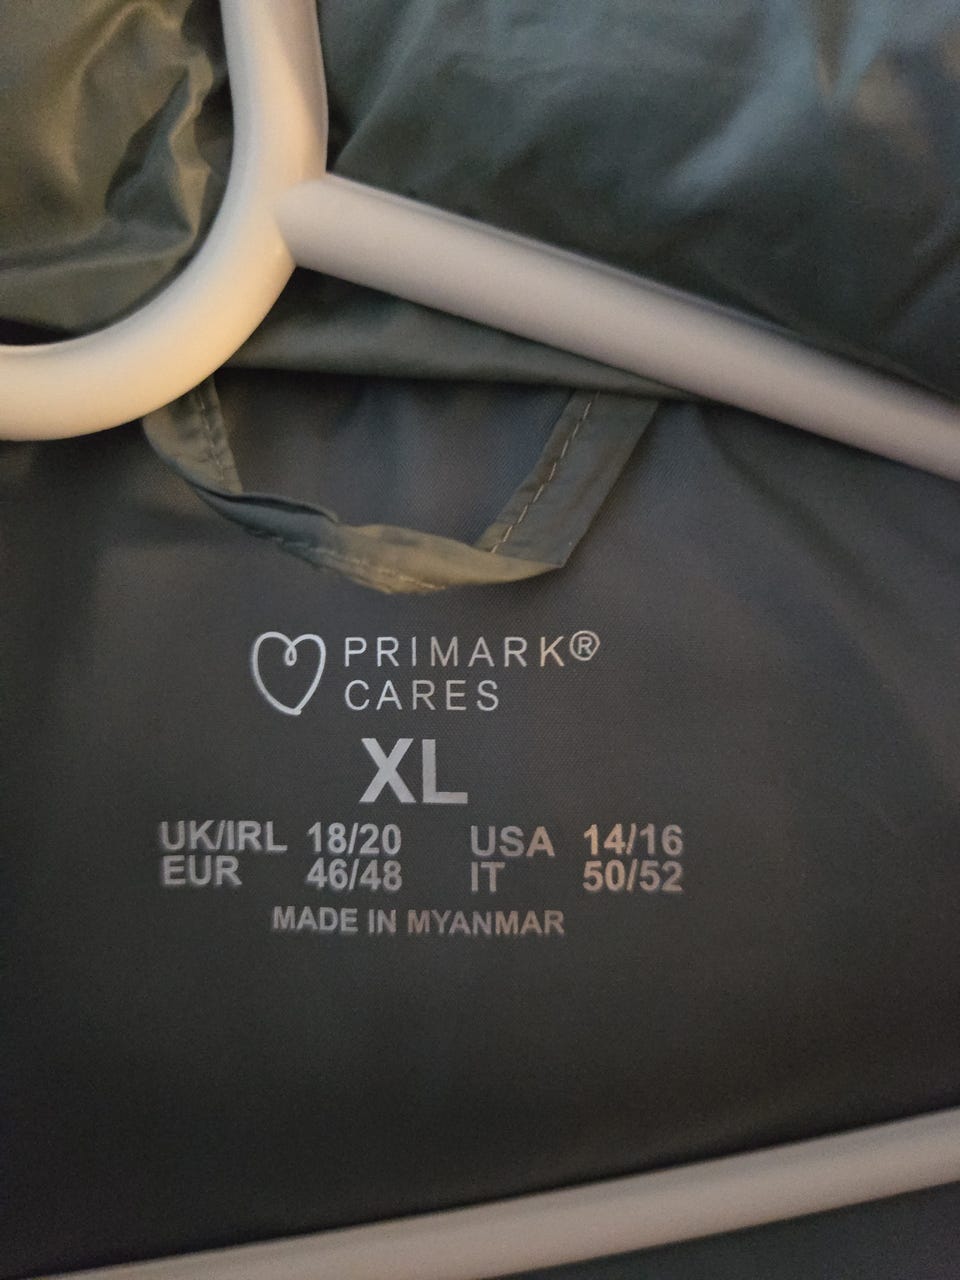 PRIMARK®
CARES
XL
UK/IRL 18/20 USA 14/16
EUR 46/48 IT 50/52
MADE IN MYANMAR